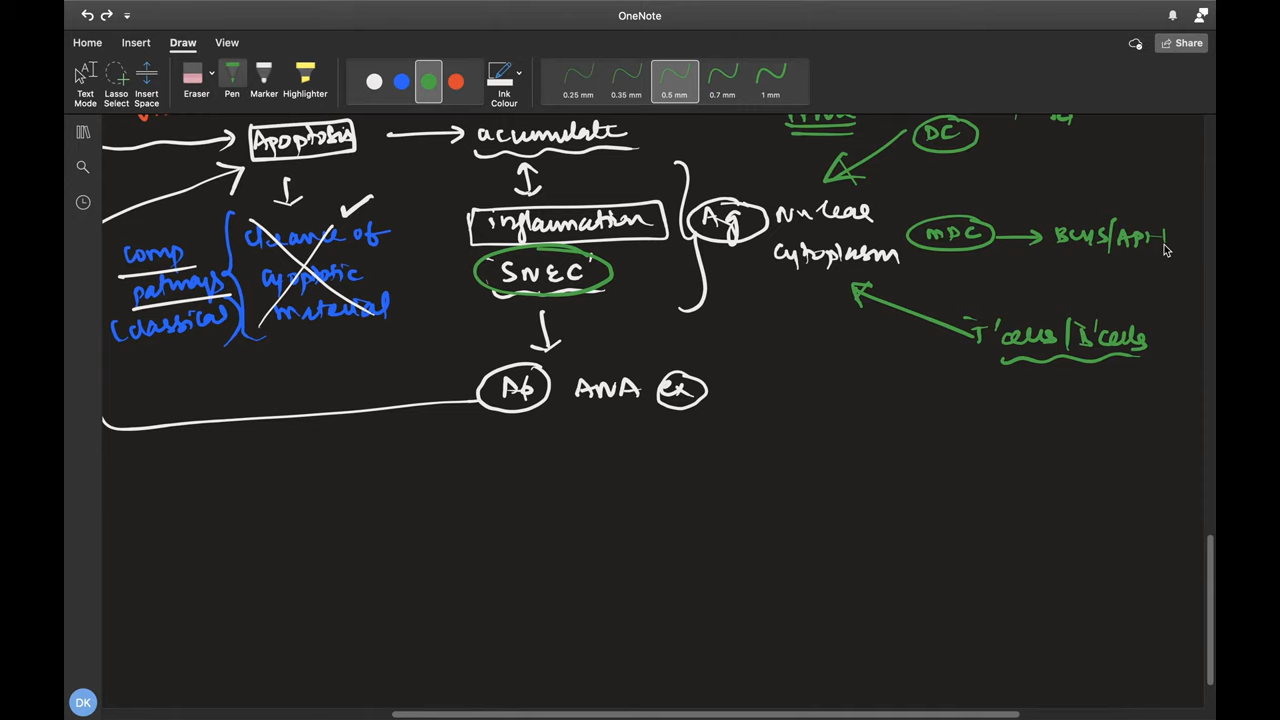 OneNote
Home Insert Draw View
Share
Text Mode
Lasso Select
Insert Space
Eraser
Pen
Marker
Highlighter
Ink Colour
0.25 mm
0.35 mm
0.5 mm
0.7 mm
1 mm
Apoptosis
acumulate
DC
inflammation
SNEC
Ag
Nuclear
cytoplasm
mDC
comp
pathways
(classical)
clearance of
apoptotic
material
T' cells/B'cells
Ab ANA ex
DK